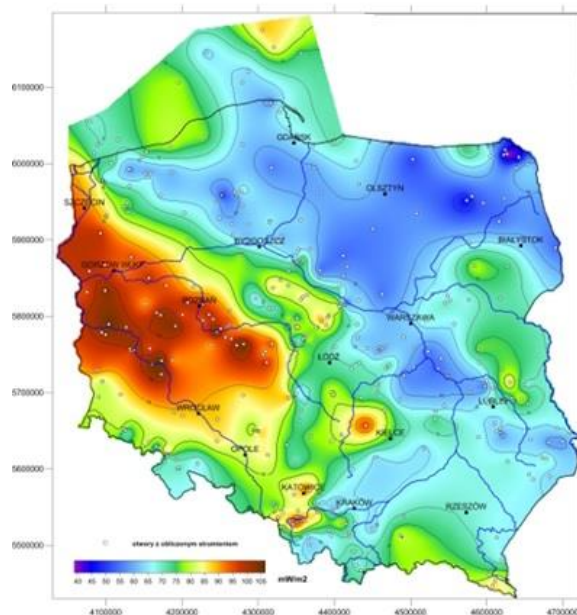 6100000
GDAŃSK
6000000
OLSZTYN
SZCZECIN
5900000
BIAŁYSTOK
BYDGOSZCZ
GORZÓW WLKP.
POZNAŃ
5800000
WARSZAWA
ŁÓDŹ
5700000
WROCŁAW
LUBLIN
KIELCE
5600000
OPOLE
KATOWICE
KRAKÓW
RZESZÓW
5500000
otwory z obliczonym strumieniem
40 45 50 55 60 65 70 75 80 85 90 95 100 105
mW/m2
4100000 4200000 4300000 4400000 4500000 4600000 4700000